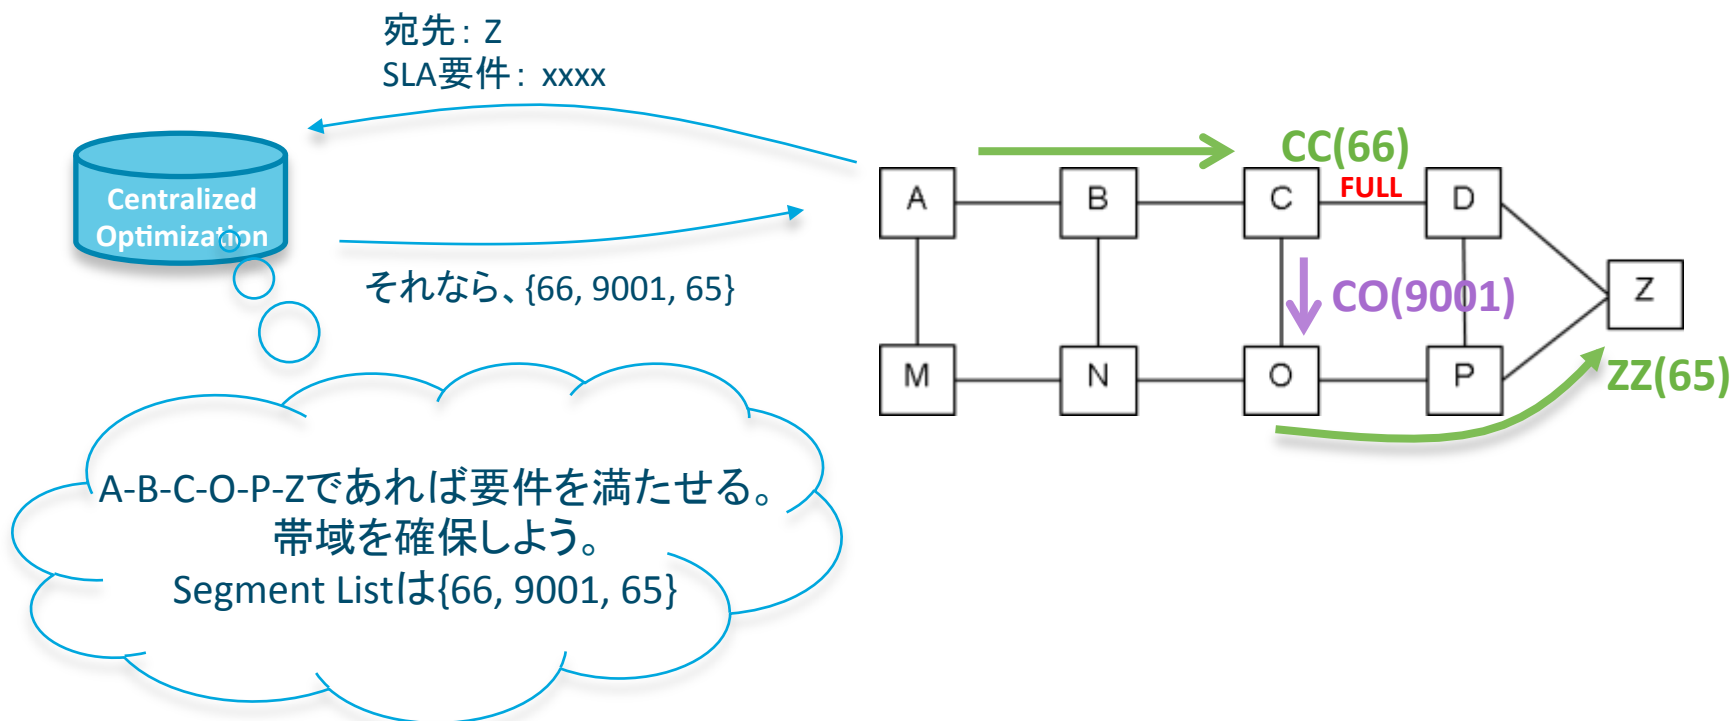 宛先： Z
SLA要件： xxxx
Centralized
Optimization
それなら、{66, 9001, 65}
A-B-C-O-P-Zであれば要件を満たせる。
帯域を確保しよう。
Segment Listは{66, 9001, 65}
CC(66)
FULL
A
B
C
D
CO(9001)
Z
M
N
O
P
ZZ(65)